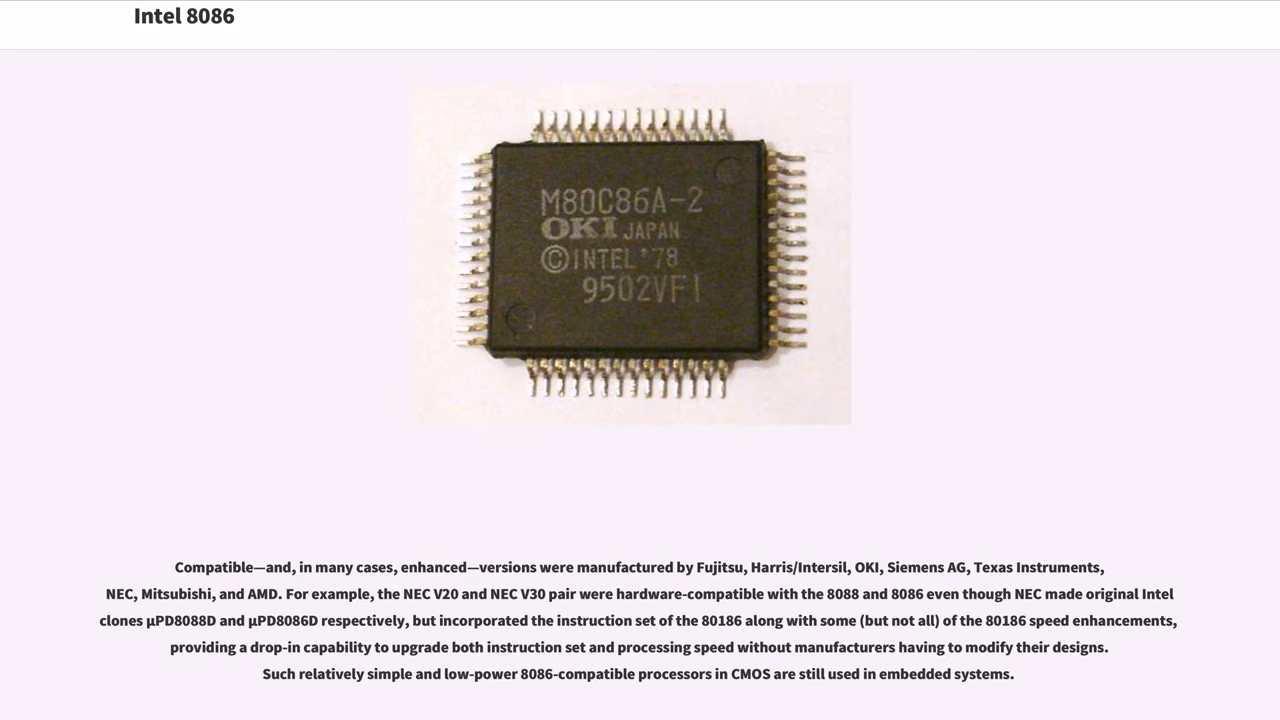 Intel 8086
M80C86A-2
OKI JAPAN
©INTEL'78
9502VFI
Compatible—and, in many cases, enhanced—versions were manufactured by Fujitsu, Harris/Intersil, OKI, Siemens AG, Texas Instruments,
NEC, Mitsubishi, and AMD. For example, the NEC V20 and NEC V30 pair were hardware-compatible with the 8088 and 8086 even though NEC made original Intel
clones μPD8088D and μPD8086D respectively, but incorporated the instruction set of the 80186 along with some (but not all) of the 80186 speed enhancements,
providing a drop-in capability to upgrade both instruction set and processing speed without manufacturers having to modify their designs.
Such relatively simple and low-power 8086-compatible processors in CMOS are still used in embedded systems.